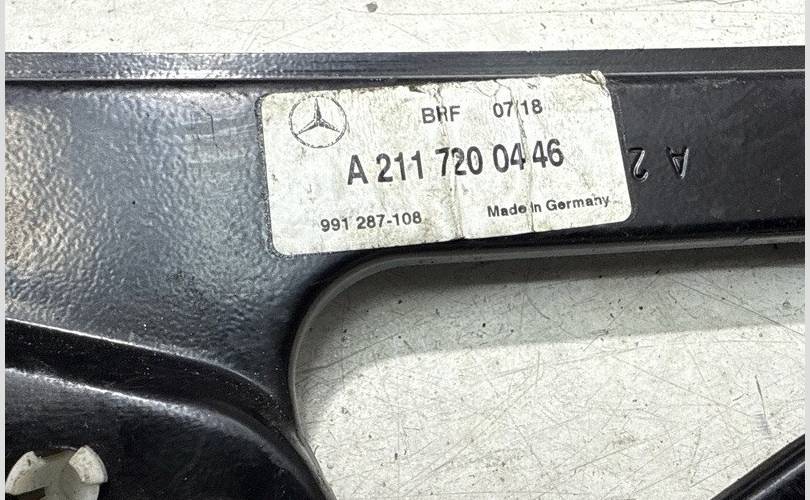 BRF 07/18
A 211 720 04 46
991 287-108 Made in Germany
A 2